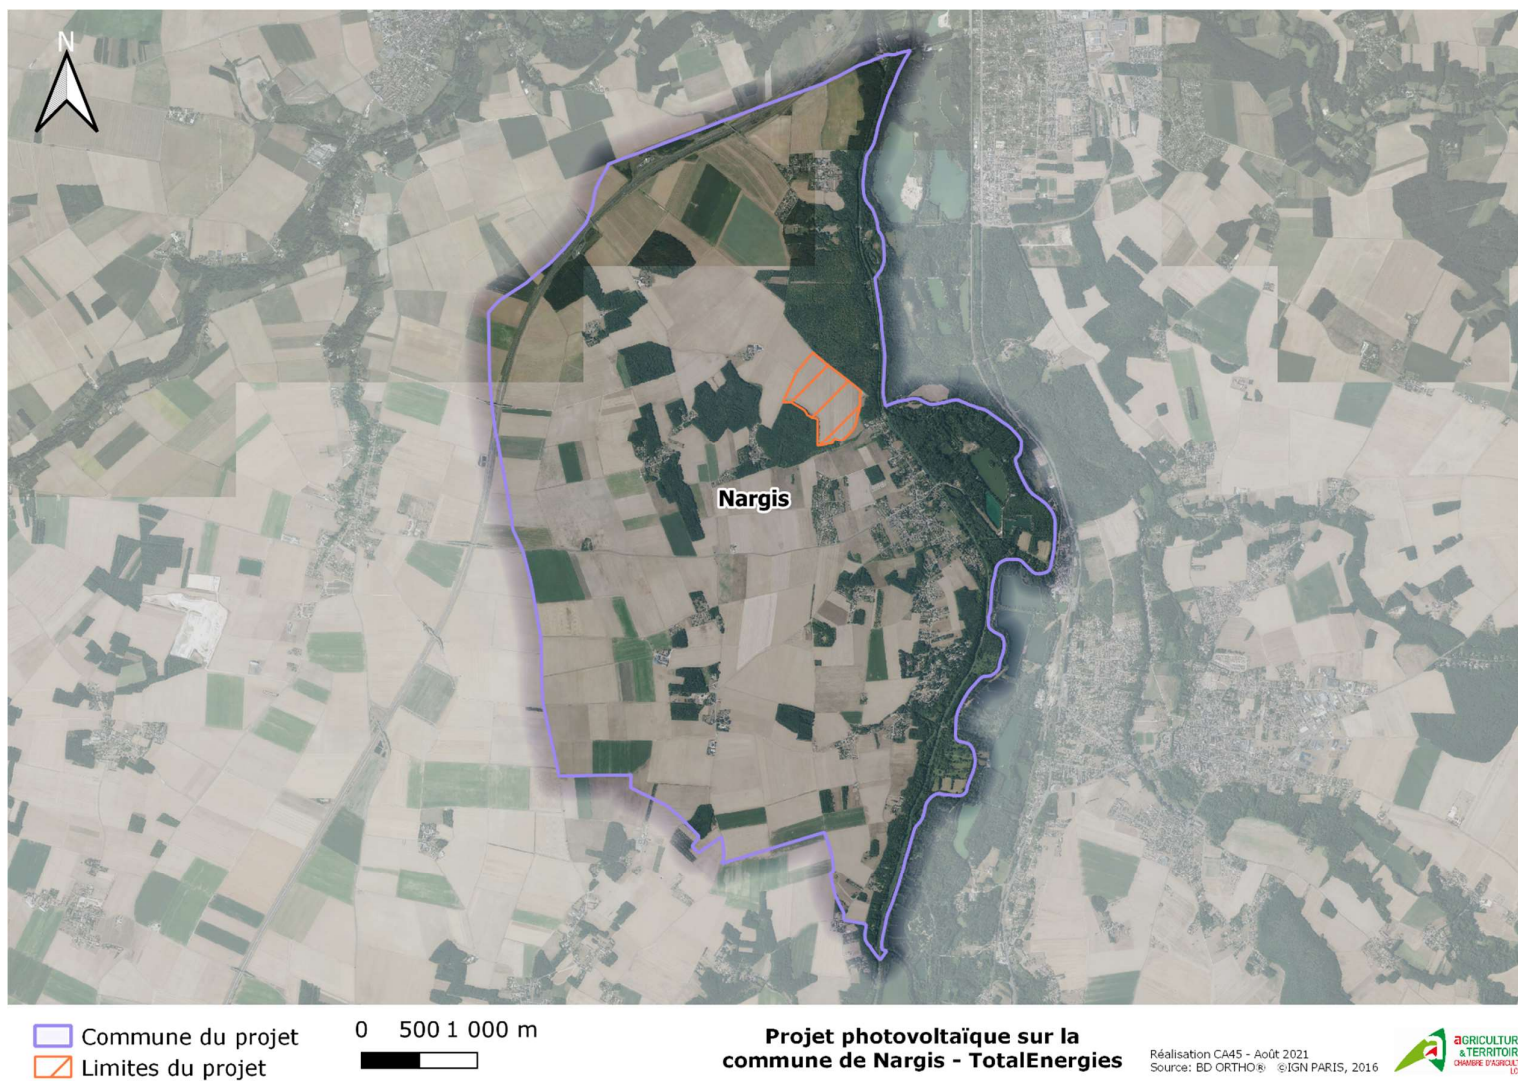 N
Nargis
Commune du projet
Limites du projet
0 500 1 000 m
Projet photovoltaïque sur la
commune de Nargis - TotalEnergies
Réalisation CA45 - Août 2021
Source: BD ORTHO® ©IGN PARIS, 2016
&TERRITOIR